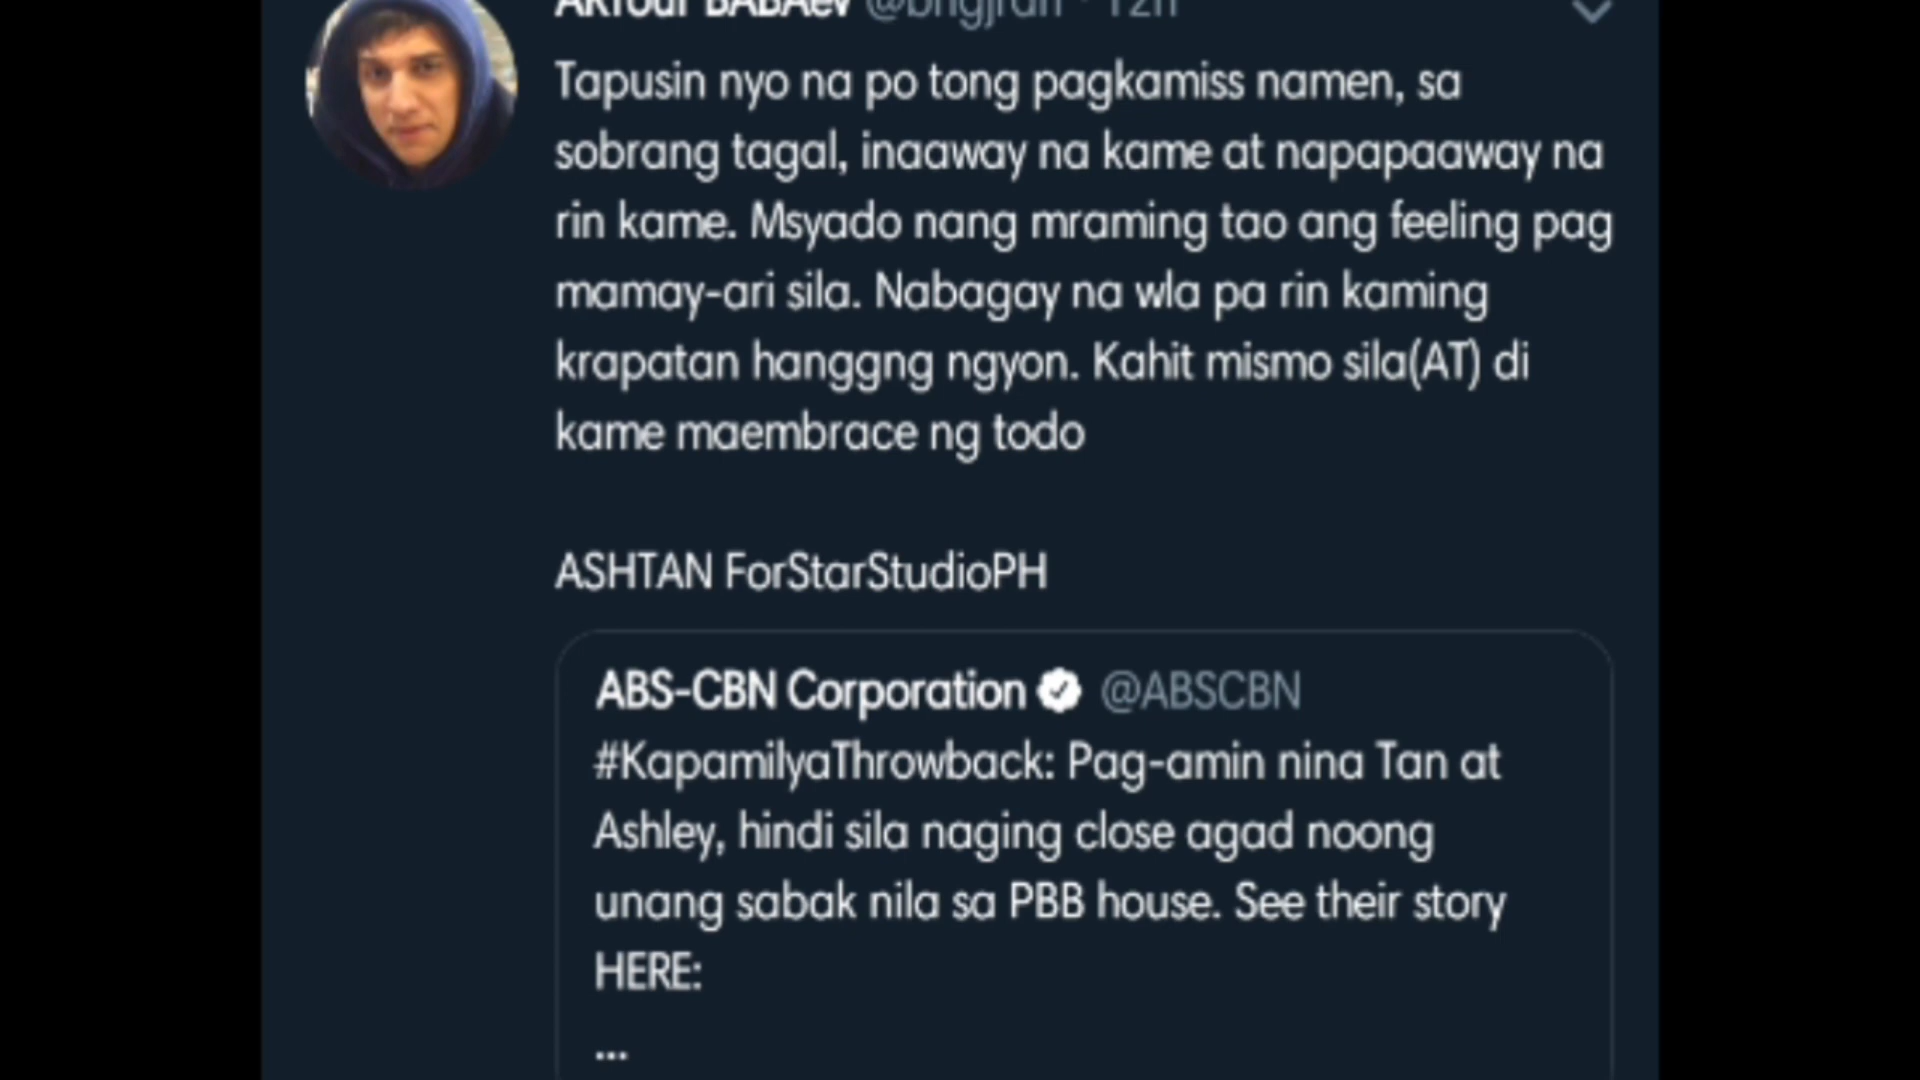 ARTour BABAev @bhgjrah · 12h
Tapusin nyo na po tong pagkamiss namen, sa
sobrang tagal, inaaway na kame at napapaaway na
rin kame. Msyado nang mraming tao ang feeling pag
mamay-ari sila. Nabagay na wla pa rin kaming
krapatan hanggng ngyon. Kahit mismo sila(AT) di
kame maembrace ng todo
ASHTAN ForStarStudioPH
ABS-CBN Corporation @ABSCBN
#KapamilyaThrowback: Pag-amin nina Tan at
Ashley, hindi sila naging close agad noong
unang sabak nila sa PBB house. See their story
HERE:
...